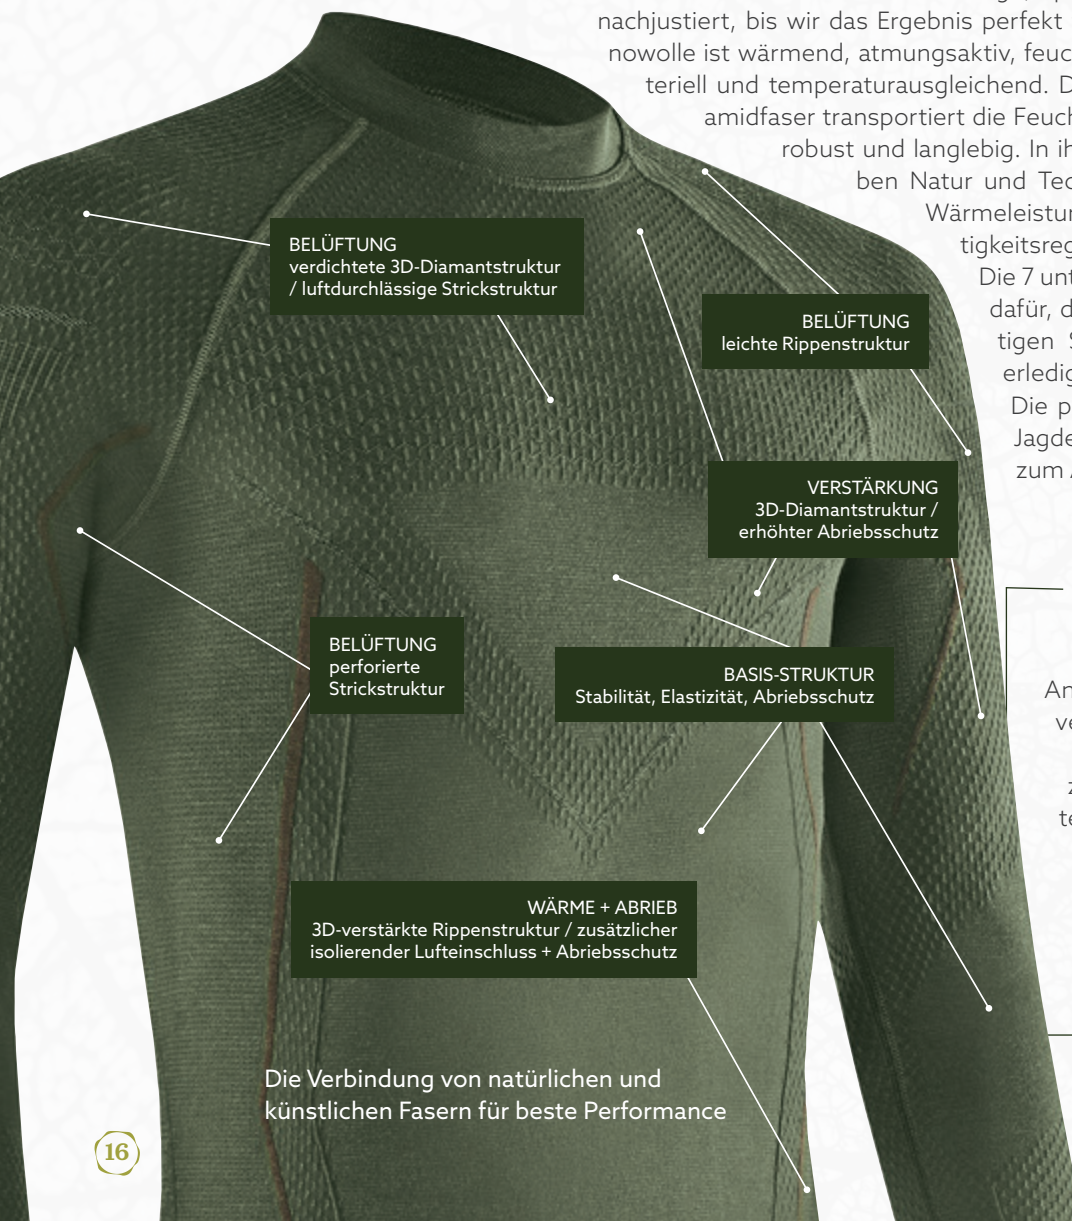 nachjustiert, bis wir das Ergebnis perfekt
nowolle ist wärmend, atmungsaktiv, feuc
teriell und temperaturausgleichend. D
amidfaser transportiert die Feuch
robust und langlebig. In ih
ben Natur und Tec
Wärmeleistun
tigkeitsreg
Die 7 unt
dafür, d
tigen S
erledig
Die p
Jagde
zum A
BELÜFTUNG
verdichtete 3D-Diamantstruktur
/ luftdurchlässige Strickstruktur
BELÜFTUNG
leichte Rippenstruktur
VERSTÄRKUNG
3D-Diamantstruktur /
erhöhter Abriebsschutz
BELÜFTUNG
perforierte
Strickstruktur
BASIS-STRUKTUR
Stabilität, Elastizität, Abriebsschutz
An
ve
z
te
WÄRME + ABRIEB
3D-verstärkte Rippenstruktur / zusätzlicher
isolierender Lufteinschluss + Abriebsschutz
Die Verbindung von natürlichen und
künstlichen Fasern für beste Performance
16